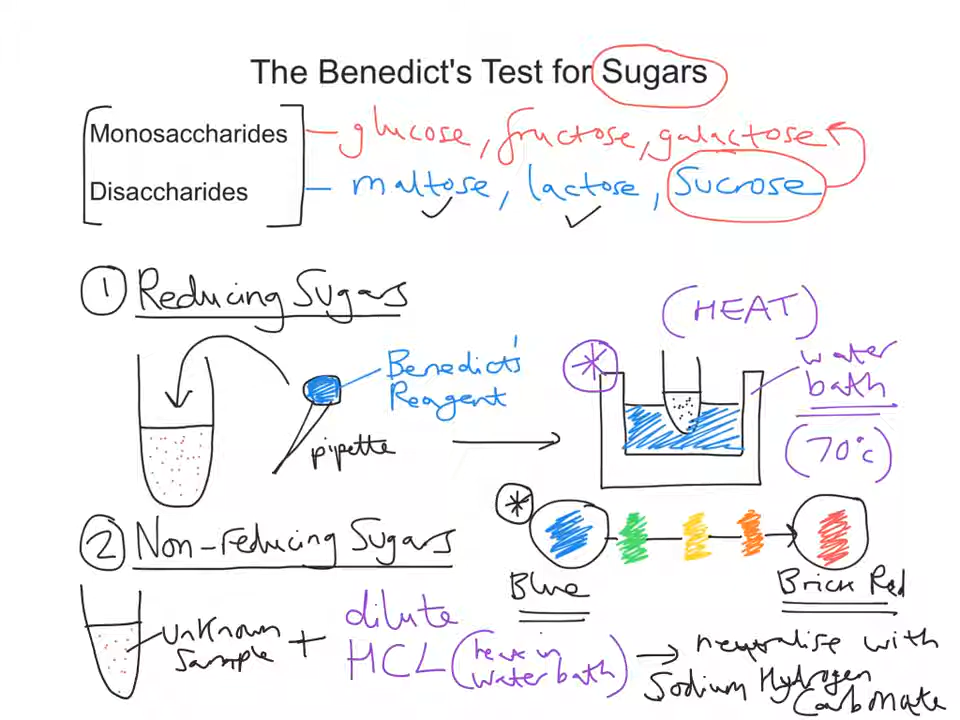 The Benedict's Test for Sugars
Monosaccharides – glucose, fructose, galactose
Disaccharides – maltose, lactose, sucrose
① Reducing Sugars
(HEAT)
Benedict's
Reagent
pipette
*
water
bath
(70°c)
*
Blue
Brick Red
② Non-reducing Sugars
Unknown
Sample
+
dilute
HCL (heat in
water bath)
→ neutralise with
Sodium Hydrogen
Carbonate